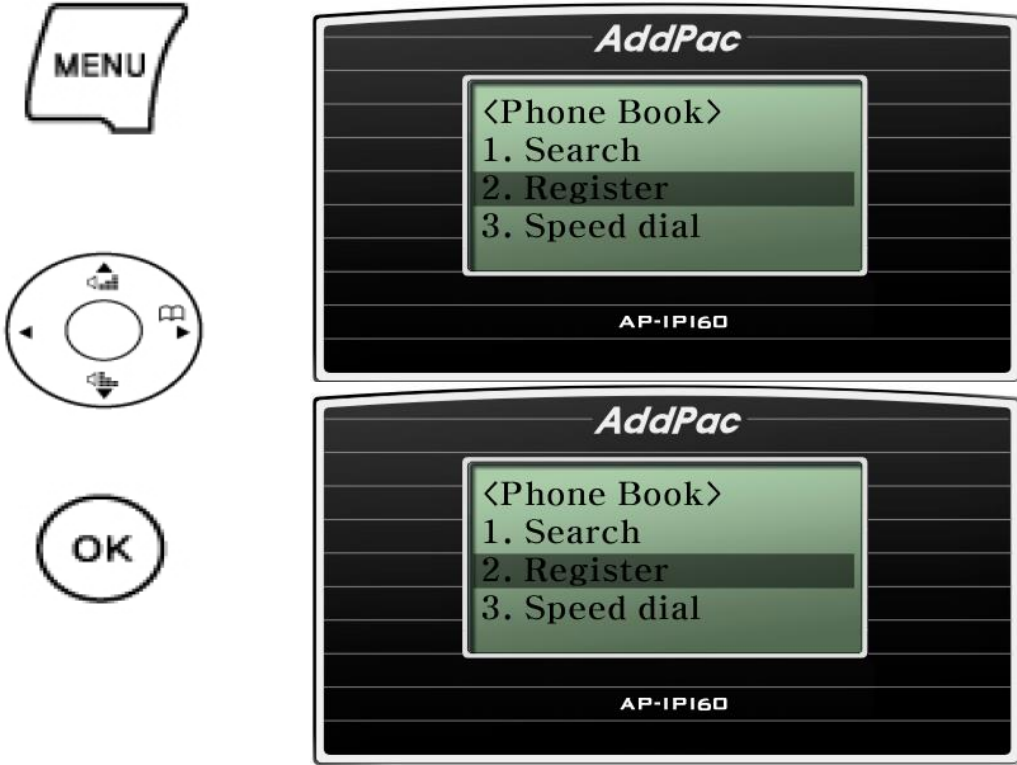 MENU
AddPac
<Phone Book>
1. Search
2. Register
3. Speed dial
AP-IP160
OK
AddPac
<Phone Book>
1. Search
2. Register
3. Speed dial
AP-IP160